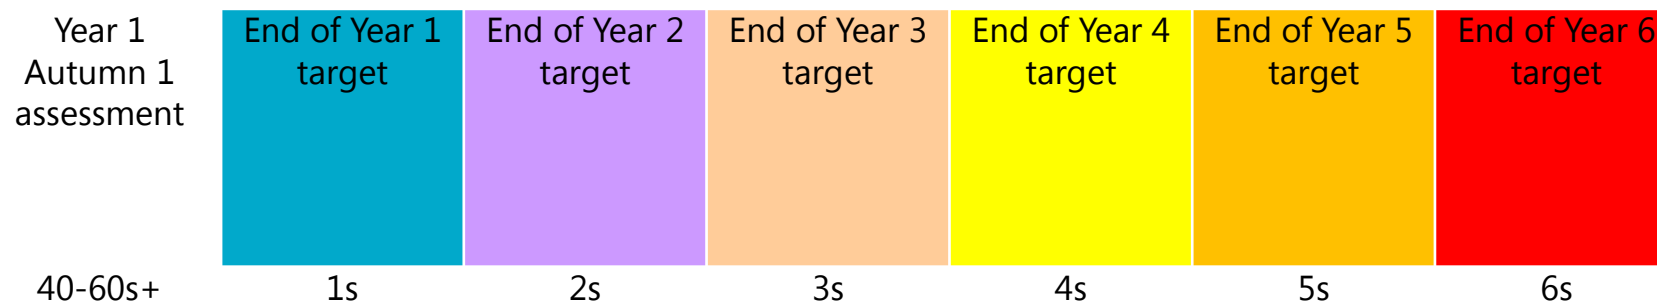 Year 1
Autumn 1
assessment
End of Year 1
target
End of Year 2
target
End of Year 3
target
End of Year 4
target
End of Year 5
target
End of Year 6
target
40-60s+
1s
2s
3s
4s
5s
6s